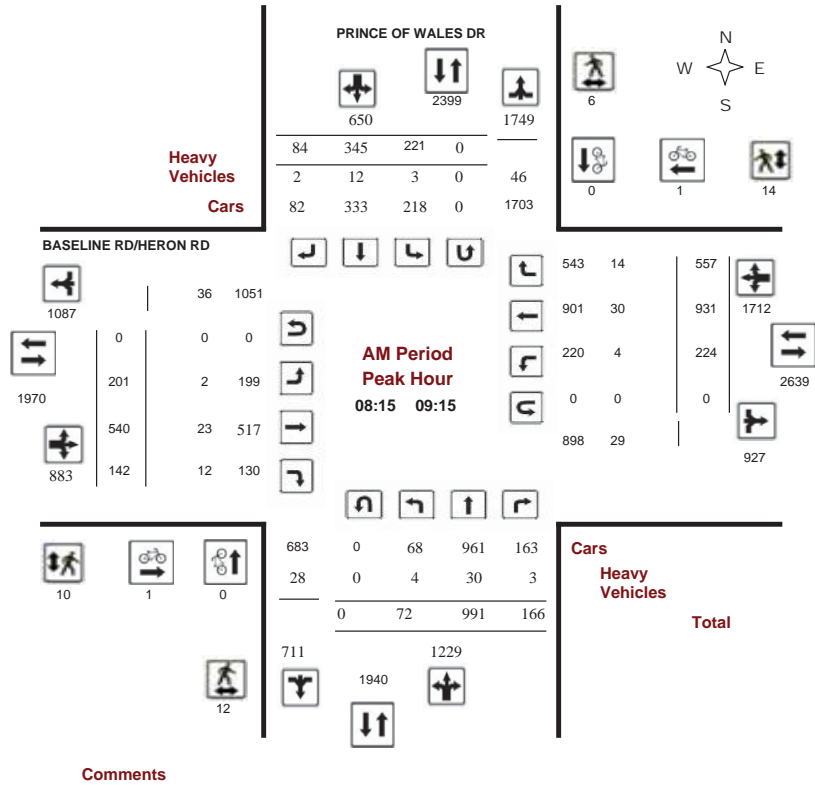 PRINCE OF WALES DR
N
W E
S
2399
6
650 1749
84 345 221 0
Heavy
Vehicles
2 12 3 0 46
Cars
82 333 218 0 1703
0 1 14
BASELINE RD/HERON RD
1087
36 1051
543 14 557
1712
0 0 0
901 30 931
1970
201 2 199
220 4 224
2639
AM Period
Peak Hour
08:15 09:15
0 0 0
540 23 517
898 29
927
883
142 12 130
683 0 68 961 163
Cars
28 0 4 30 3
Heavy
Vehicles
10 1 0
0 72 991 166
Total
711 1229
1940
12
Comments